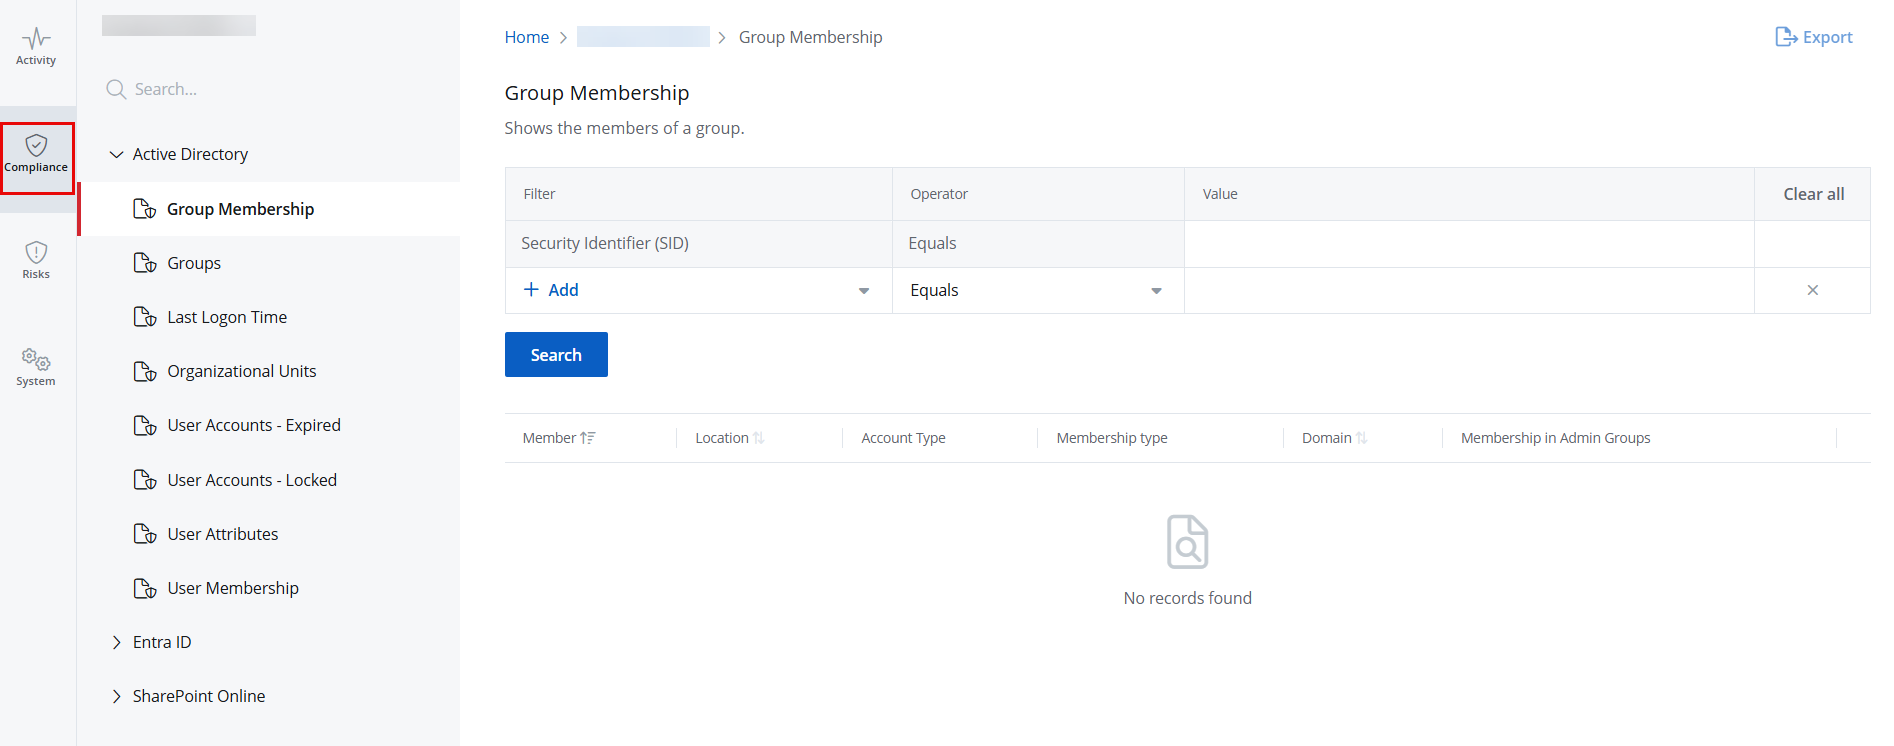 Activity
Compliance
Risks
System
Search...
Active Directory
Group Membership
Groups
Last Logon Time
Organizational Units
User Accounts - Expired
User Accounts - Locked
User Attributes
User Membership
Entra ID
SharePoint Online
Home > > Group Membership
Export
Group Membership
Shows the members of a group.
Filter Operator Value Clear all
Security Identifier (SID) Equals
+ Add Equals ×
Search
Member Location Account Type Membership type Domain Membership in Admin Groups
No records found